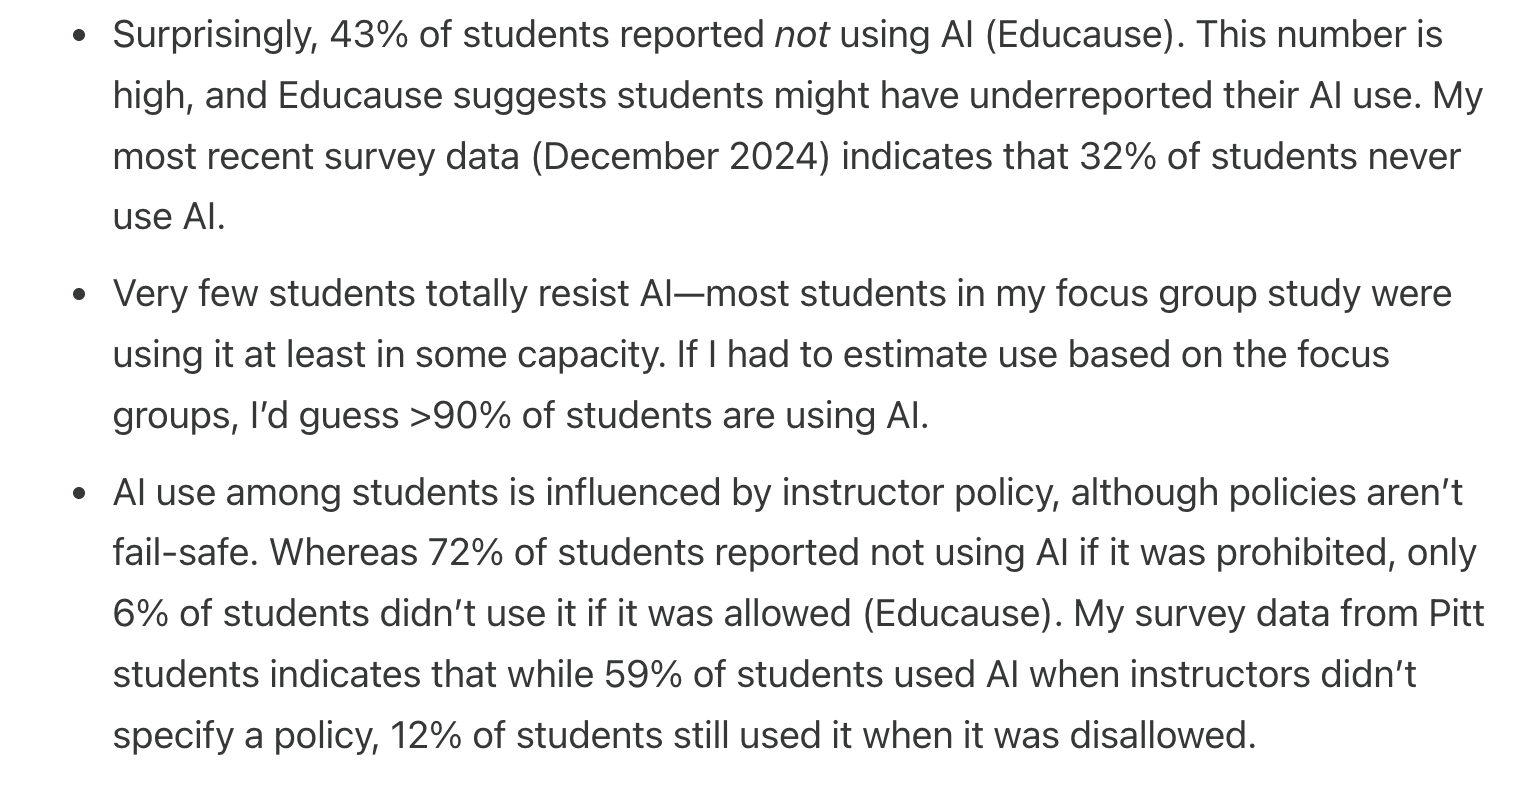 • Surprisingly, 43% of students reported not using AI (Educause). This number is
high, and Educause suggests students might have underreported their AI use. My
most recent survey data (December 2024) indicates that 32% of students never
use AI.
• Very few students totally resist AI—most students in my focus group study were
using it at least in some capacity. If I had to estimate use based on the focus
groups, I’d guess >90% of students are using AI.
• AI use among students is influenced by instructor policy, although policies aren’t
fail-safe. Whereas 72% of students reported not using AI if it was prohibited, only
6% of students didn’t use it if it was allowed (Educause). My survey data from Pitt
students indicates that while 59% of students used AI when instructors didn’t
specify a policy, 12% of students still used it when it was disallowed.